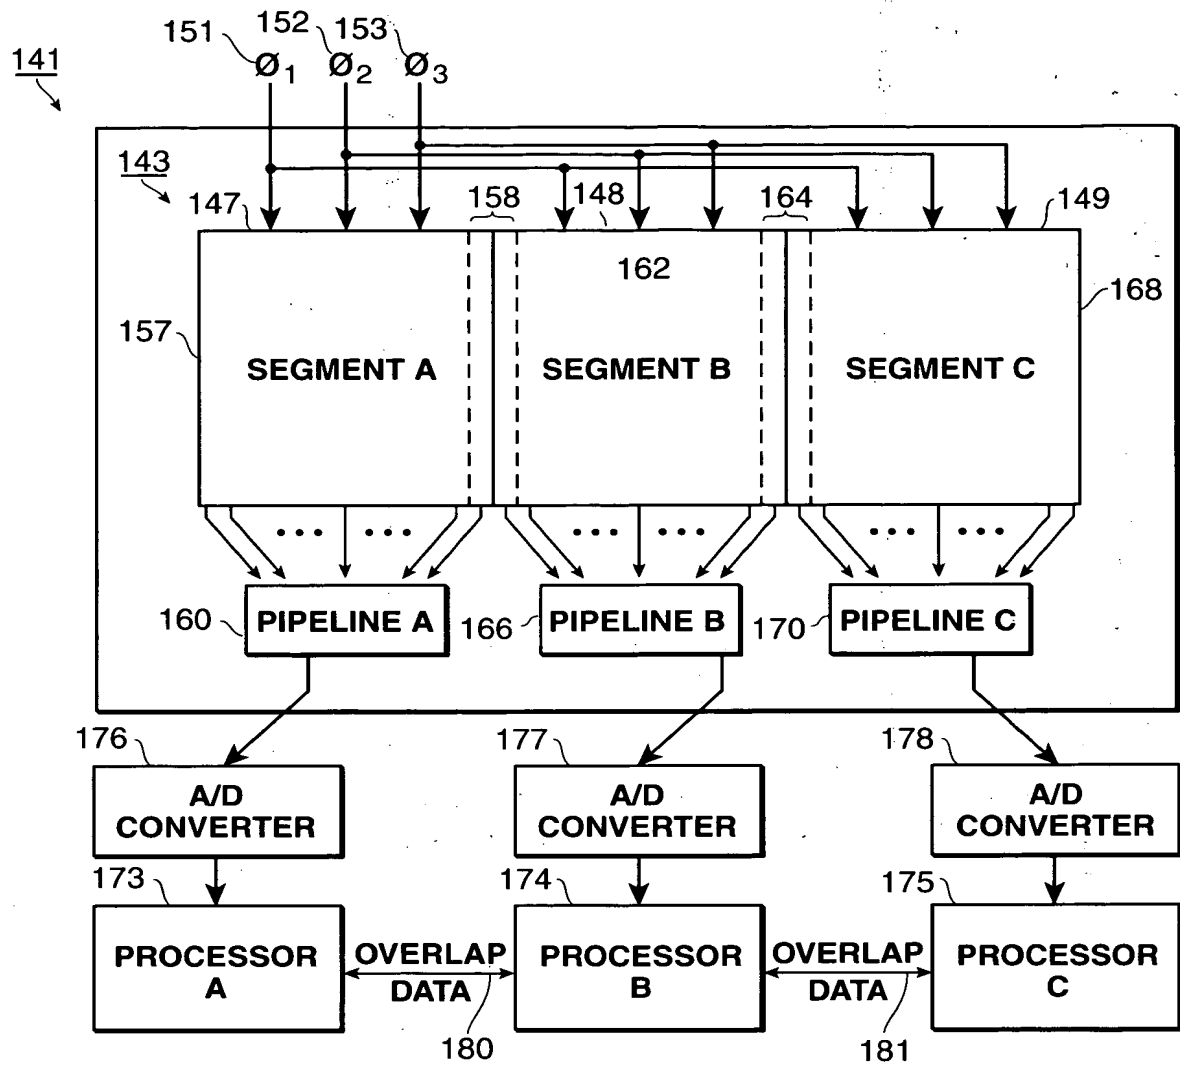 151
152
153
141
Ø1
Ø2
Ø3
143
147
158
148
164
149
162
168
157
SEGMENT A
SEGMENT B
SEGMENT C
•••
•••
•••
•••
•••
•••
160
PIPELINE A
166
PIPELINE B
170
PIPELINE C
176
177
178
A/D
CONVERTER
A/D
CONVERTER
A/D
CONVERTER
173
174
175
PROCESSOR
A
OVERLAP
DATA
PROCESSOR
B
OVERLAP
DATA
PROCESSOR
C
180
181